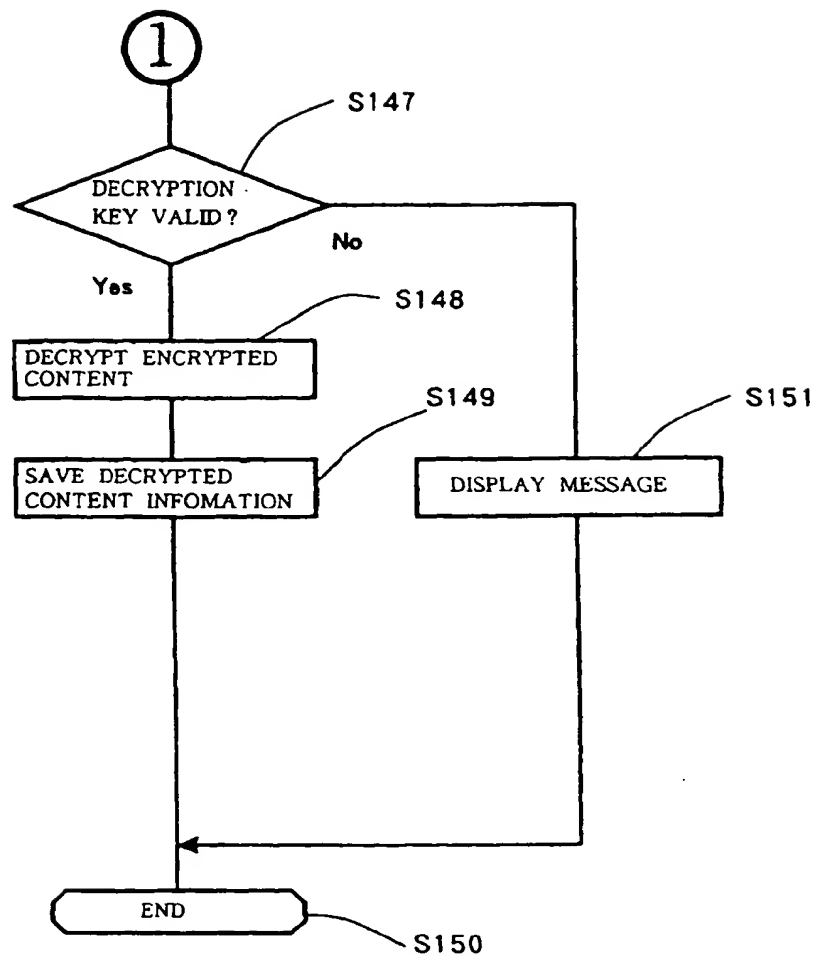 1
S147
DECRYPTION
KEY VALID?
No
Yes
S148
DECRYPT ENCRYPTED
CONTENT
S149
S151
SAVE DECRYPTED
CONTENT INFOMATION
DISPLAY MESSAGE
END
S150